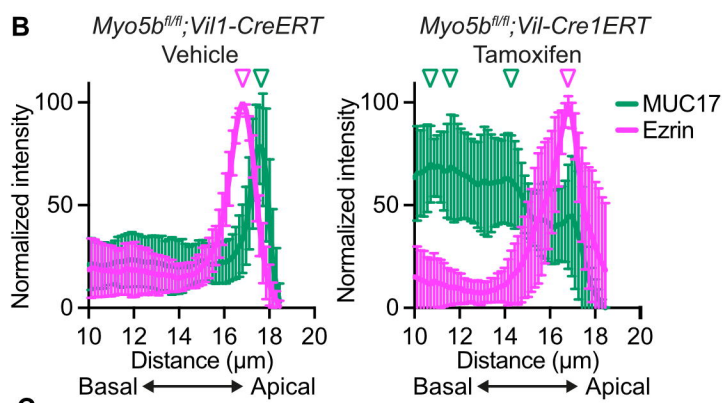 B
Myo5bfl/fl;Vil1-CreERT
Vehicle
Normalized intensity
100
50
0
10 12 14 16 18 20
Distance (μm)
Basal Apical
Myo5bfl/fl;Vil-Cre1ERT
Tamoxifen
Normalized intensity
100
50
0
10 12 14 16 18 20
Distance (μm)
Basal Apical
MUC17
Ezrin